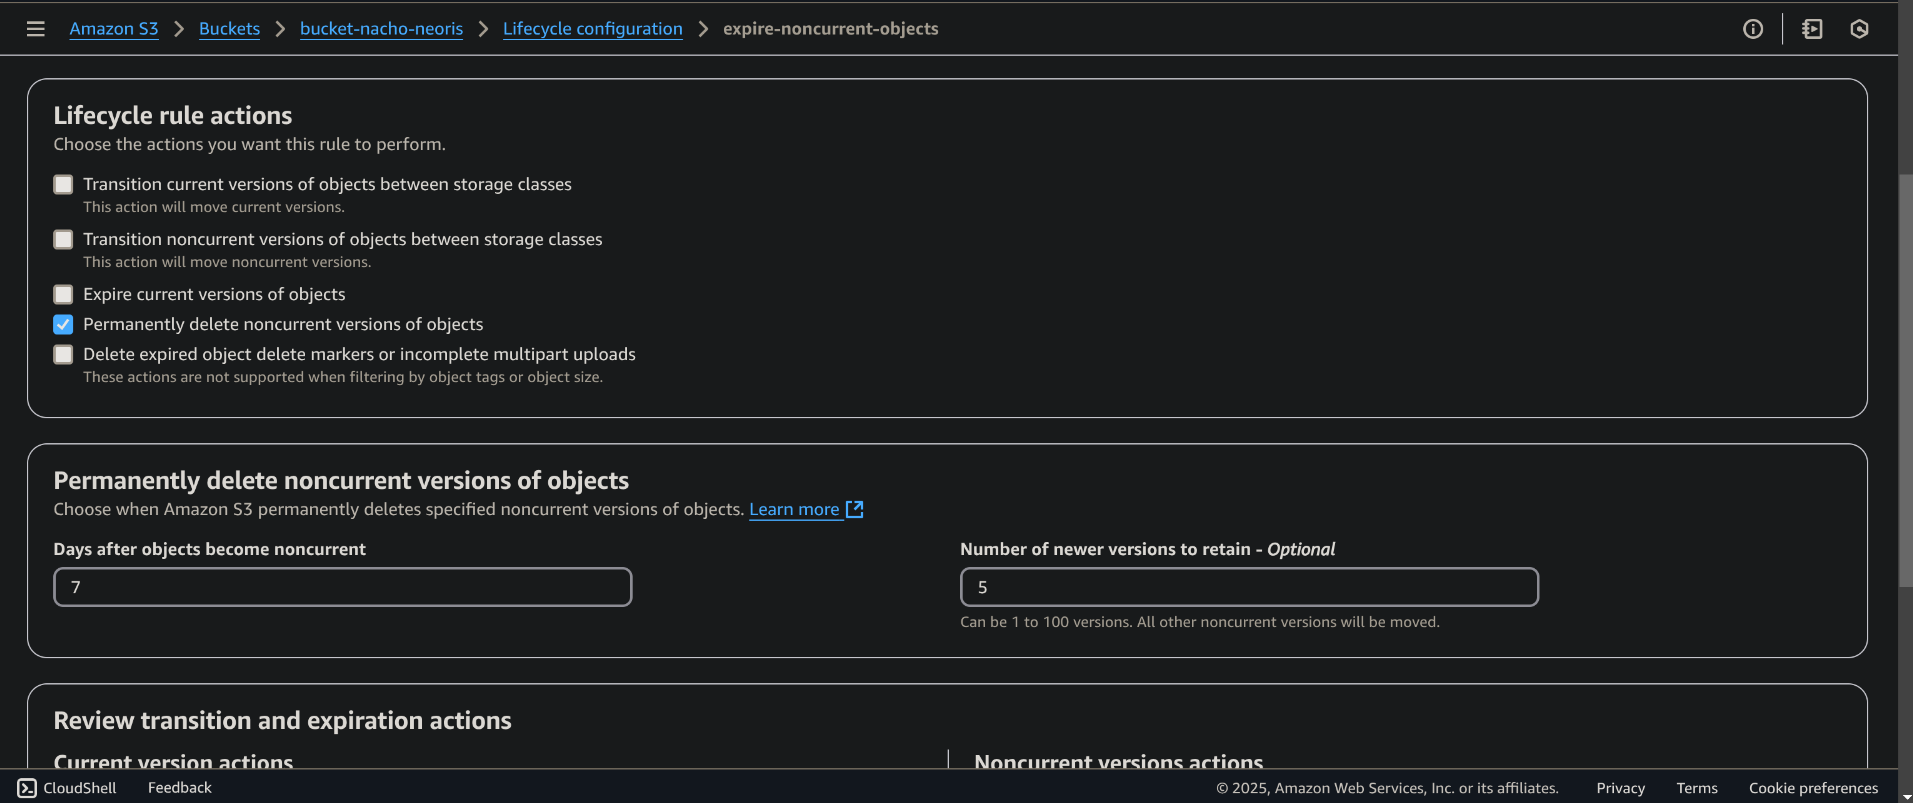 Amazon S3 > Buckets > bucket-nacho-neoris > Lifecycle configuration > expire-noncurrent-objects
Lifecycle rule actions
Choose the actions you want this rule to perform.
Transition current versions of objects between storage classes
This action will move current versions.
Transition noncurrent versions of objects between storage classes
This action will move noncurrent versions.
Expire current versions of objects
Permanently delete noncurrent versions of objects
Delete expired object delete markers or incomplete multipart uploads
These actions are not supported when filtering by object tags or object size.
Permanently delete noncurrent versions of objects
Choose when Amazon S3 permanently deletes specified noncurrent versions of objects. Learn more
Days after objects become noncurrent
7
Number of newer versions to retain - Optional
5
Can be 1 to 100 versions. All other noncurrent versions will be moved.
Review transition and expiration actions
Current version actions
Noncurrent versions actions
CloudShell Feedback © 2025, Amazon Web Services, Inc. or its affiliates. Privacy Terms Cookie preferences